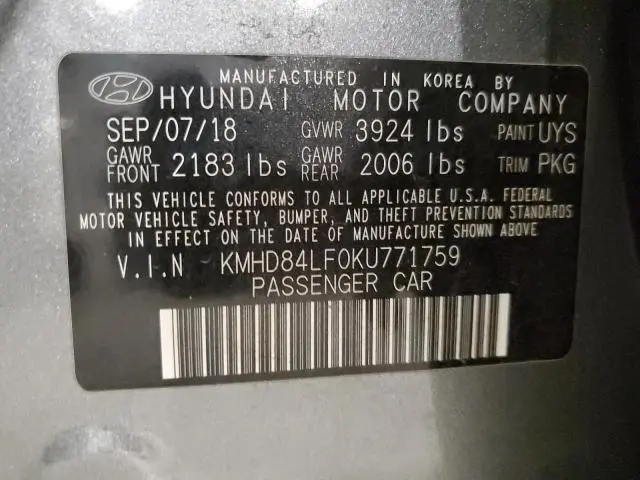 MANUFACTURED IN KOREA BY
HYUNDAI MOTOR COMPANY
SEP/07/18 GVWR 3924 lbs PAINT UYS
GAWR FRONT 2183 lbs GAWR REAR 2006 lbs TRIM PKG
THIS VEHICLE CONFORMS TO ALL APPLICABLE U.S.A. FEDERAL
MOTOR VEHICLE SAFETY, BUMPER, AND THEFT PREVENTION STANDARDS
IN EFFECT ON THE DATE OF MANUFACTURE SHOWN ABOVE.
V.I.N KMHD84LF0KU771759
PASSENGER CAR